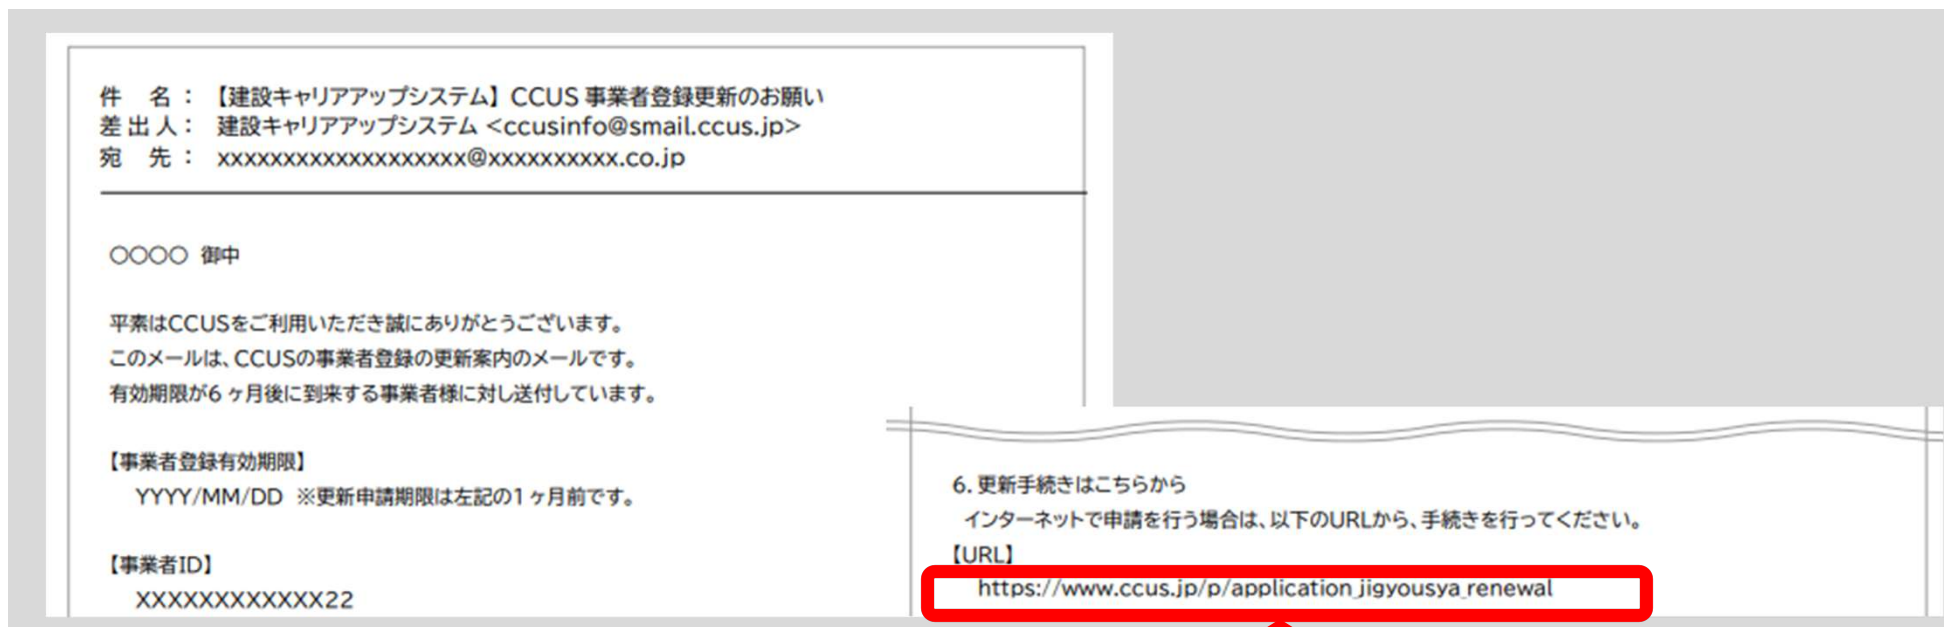 件　名：　【建設キャリアアップシステム】CCUS 事業者登録更新のお願い
差出人：　建設キャリアアップシステム <ccusinfo@smail.ccus.jp>
宛　先：　xxxxxxxxxxxxxxxxxxx@xxxxxxxxxx.co.jp
〇〇〇〇 御中
平素はCCUSをご利用いただき誠にありがとうございます。
このメールは、CCUSの事業者登録の更新案内のメールです。
有効期限が6 ヶ月後に到来する事業者様に対し送付しています。
【事業者登録有効期限】
YYYY/MM/DD ※更新申請期限は左記の1 ヶ月前です。
【事業者ID】
XXXXXXXXXXXX22
6. 更新手続きはこちらから
インターネットで申請を行う場合は、以下のURLから、手続きを行ってください。
【URL】
https://www.ccus.jp/p/application_jigyousya_renewal